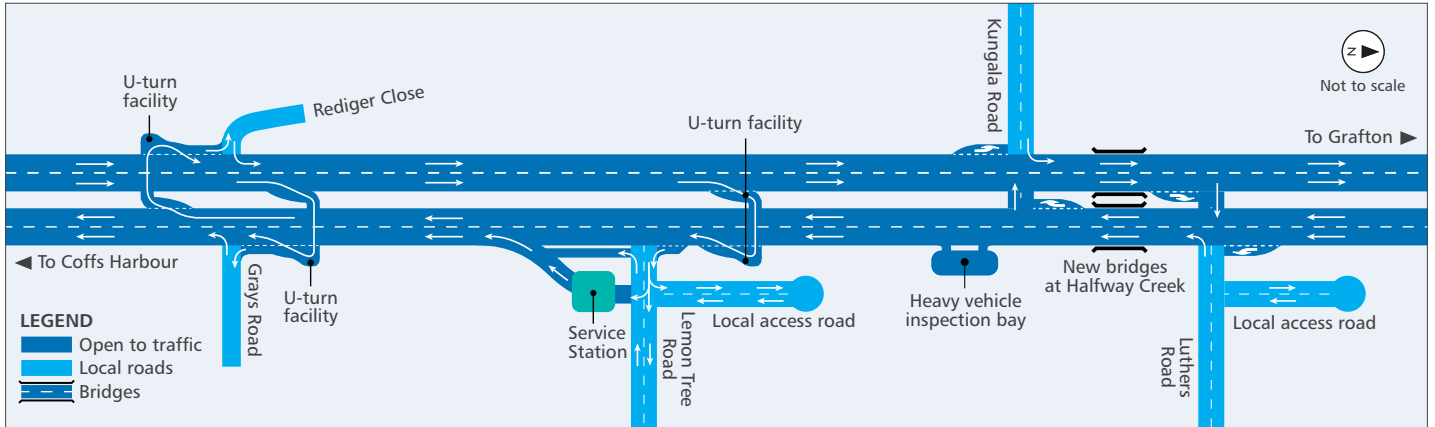 U-turn
facility
Rediger Close
U-turn facility
Kungala Road
N
Not to scale
To Grafton
To Coffs Harbour
Grays Road
U-turn
facility
Service
Station
Lemon Tree
Road
Local access road
Heavy vehicle
inspection bay
New bridges
at Halfway Creek
Luthers
Road
Local access road
LEGEND
Open to traffic
Local roads
Bridges